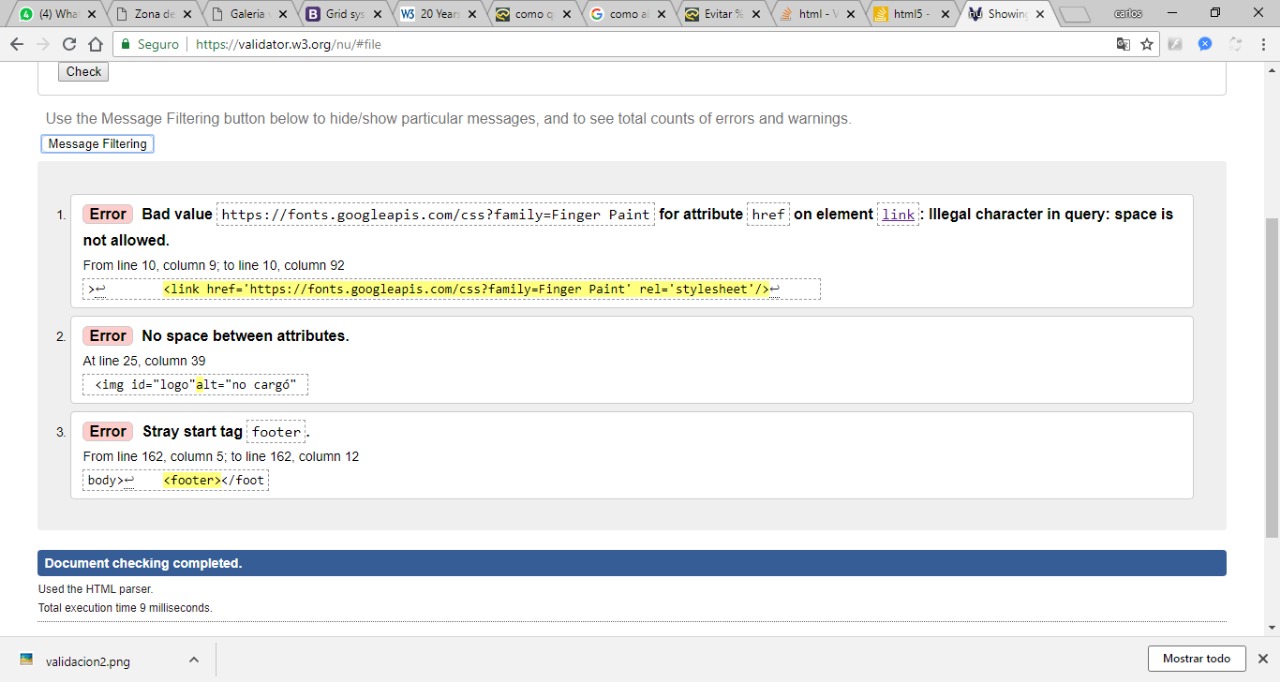 (4) Wha
Zona de
Galeria
Grid sys
W3 20 Years
como q
G como al
Evitar %
html - V
html5 -
nu Showing
carlos
Seguro https://validator.w3.org/nu/#file
Check
Use the Message Filtering button below to hide/show particular messages, and to see total counts of errors and warnings.
Message Filtering
1. Error Bad value https://fonts.googleapis.com/css?family=Finger Paint for attribute href on element link: Illegal character in query: space is
not allowed.
From line 10, column 9; to line 10, column 92
>↩ <link href='https://fonts.googleapis.com/css?family=Finger Paint' rel='stylesheet'/>↩
2. Error No space between attributes.
At line 25, column 39
<img id="logo"alt="no cargó"
3. Error Stray start tag footer.
From line 162, column 5; to line 162, column 12
body>↩ <footer></foot
Document checking completed.
Used the HTML parser.
Total execution time 9 milliseconds.
validacion2.png
Mostrar todo